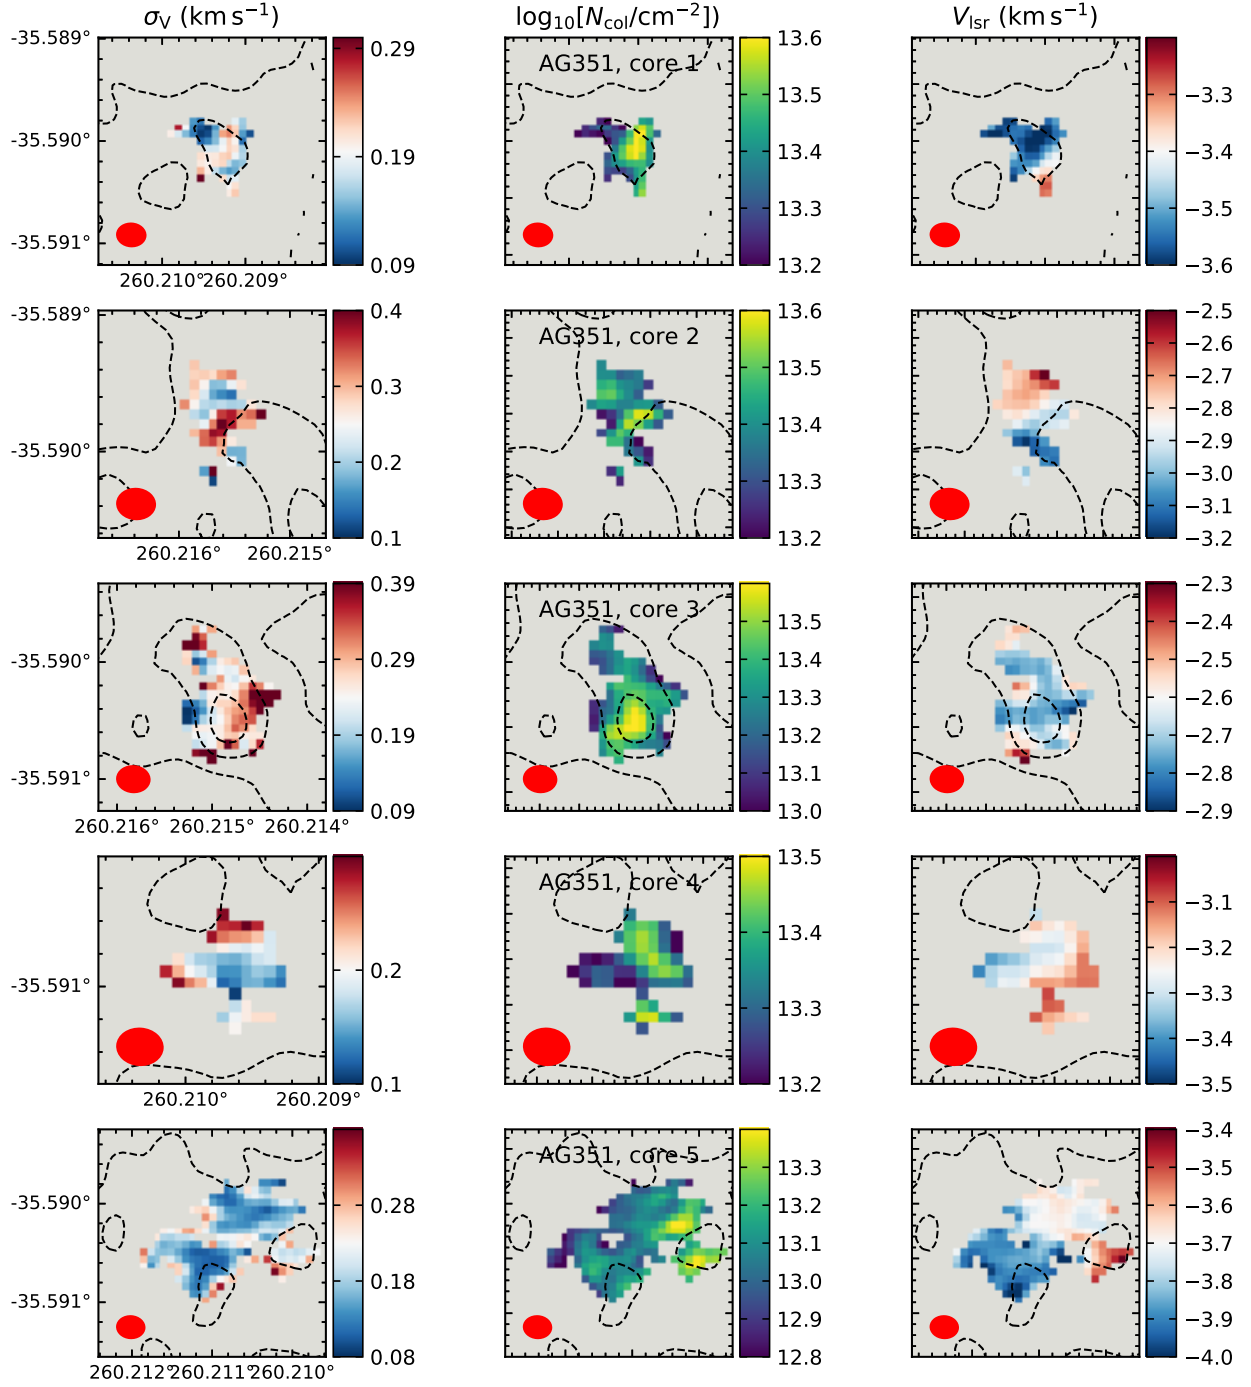 σV (km s−1) log10[Ncol/cm−2]) Vlsr (km s−1)
-35.589° 0.29 AG351, core 1 13.6
13.5 −3.3
-35.590° 0.19 13.4 −3.4
13.3 −3.5
-35.591° 0.09 13.2 −3.6
260.210° 260.209°
-35.589° 0.4 AG351, core 2 13.6 −2.5
−2.6
0.3 13.5 −2.7
−2.8
13.4 −2.9
-35.590° 0.2 13.3 −3.0
−3.1
0.1 13.2 −3.2
260.216° 260.215°
0.39 AG351, core 3 −2.3
13.5 −2.4
-35.590° 0.29 13.4 −2.5
13.3 −2.6
0.19 13.2 −2.7
-35.591° 13.1 −2.8
0.09 13.0 −2.9
260.216° 260.215° 260.214°
AG351, core 4 13.5
−3.1
13.4 −3.2
-35.591° 0.2 13.3 −3.3
−3.4
0.1 13.2 −3.5
260.210° 260.209°
AG351, core 5 −3.4
13.3 −3.5
-35.590° 0.28 13.2 −3.6
13.1 −3.7
0.18 13.0 −3.8
-35.591° 12.9 −3.9
0.08 12.8 −4.0
260.212° 260.211° 260.210°